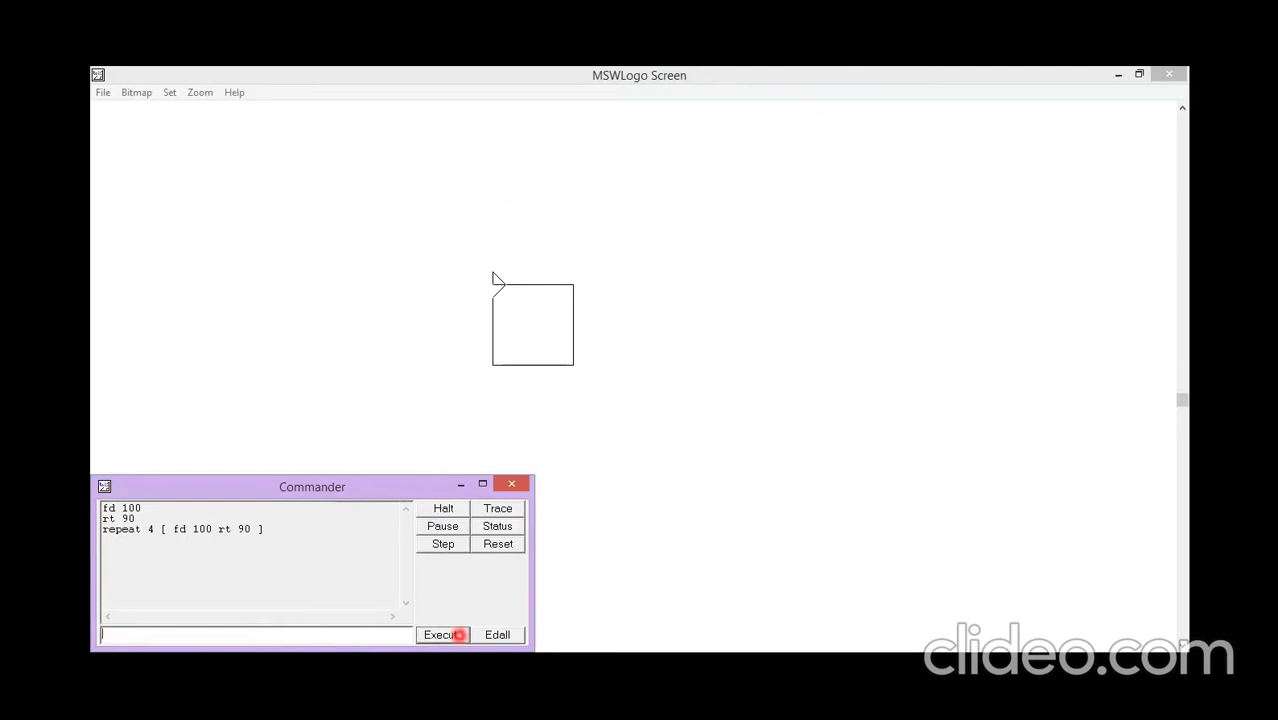 MSWLogo Screen
File Bitmap Set Zoom Help
Commander
fd 100
rt 90
repeat 4 [ fd 100 rt 90 ]
Halt Trace
Pause Status
Step Reset
Edall
clideo.com